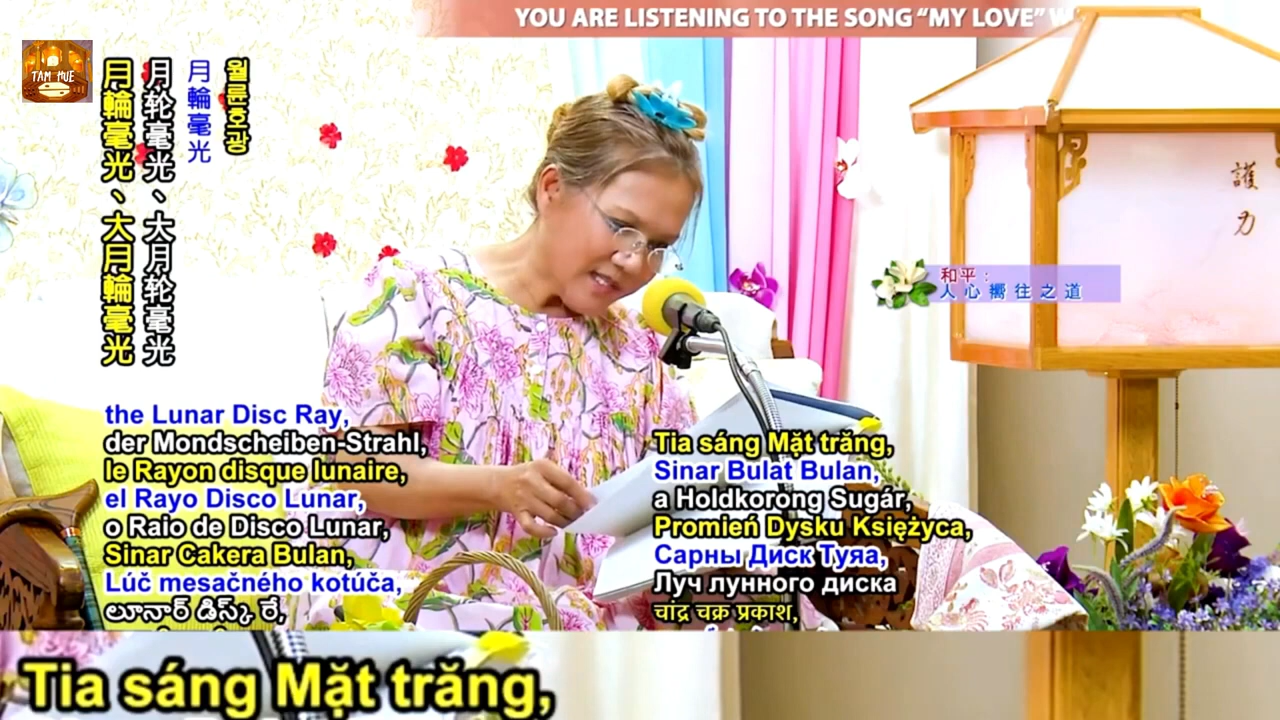 YOU ARE LISTENING TO THE SONG “MY LOVE”
TAM HUE
月輪毫光、大月輪毫光
月轮毫光、大月轮毫光
月輪毫光
월륜호광
護力
和平：
人心嚮往之道
the Lunar Disc Ray,
der Mondscheiben-Strahl,
le Rayon disque lunaire,
el Rayo Disco Lunar,
o Raio de Disco Lunar,
Sinar Cakera Bulan,
Lúč mesačného kotúča,
లూనార్ డిస్క్ రే,
Tia sáng Mặt trăng,
Sinar Bulat Bulan,
a Holdkorong Sugár,
Promień Dysku Księżyca,
Сарны Диск Туяа,
Луч лунного диска
चांद्र चक्र प्रकाश,
Tia sáng Mặt trăng,